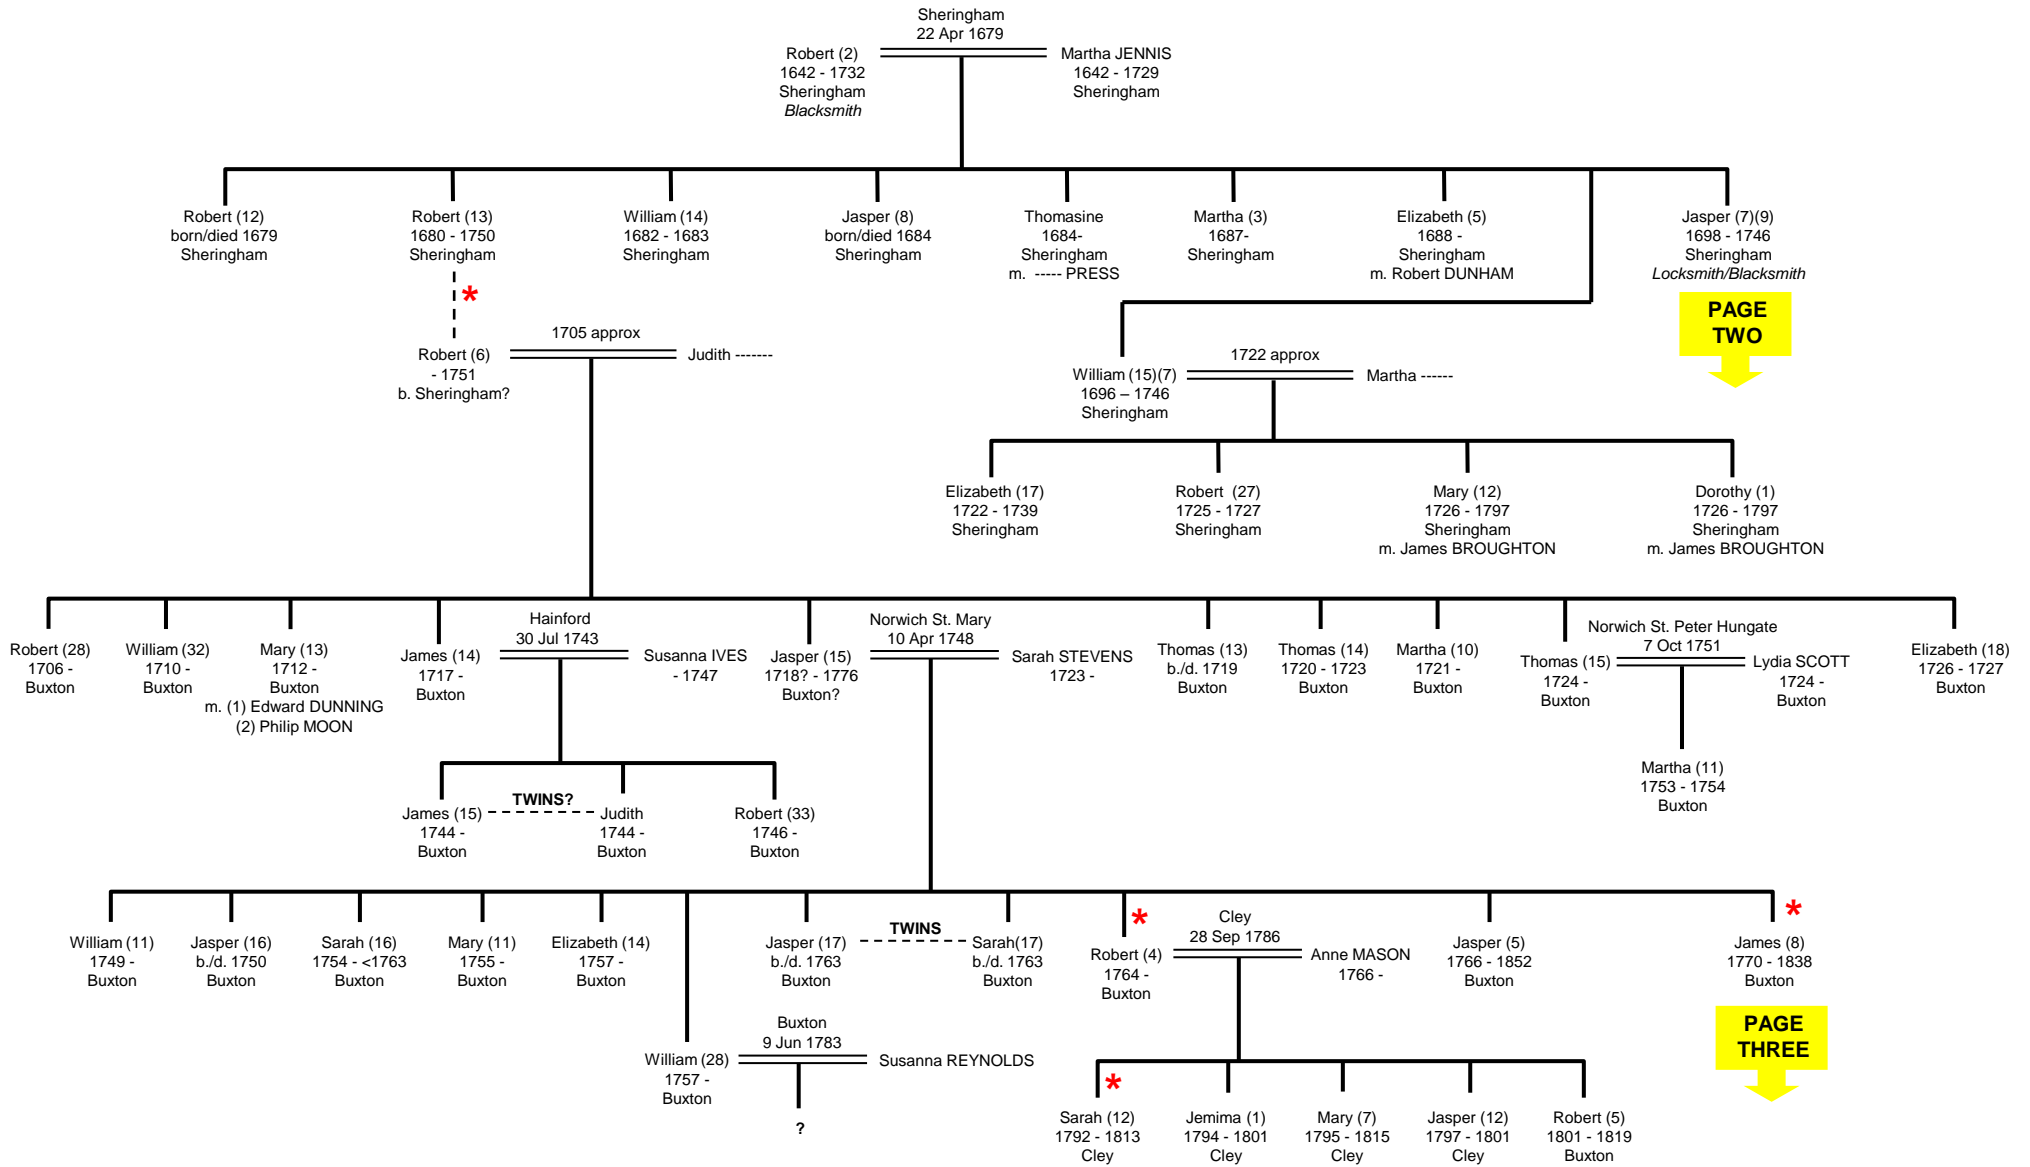 Sheringham
22 Apr 1679
Robert (2)
1642 - 1732
Sheringham
Blacksmith
Martha JENNIS
1642 - 1729
Sheringham
Robert (12)
born/died 1679
Sheringham
Robert (13)
1680 - 1750
Sheringham
William (14)
1682 - 1683
Sheringham
Jasper (8)
born/died 1684
Sheringham
Thomasine
1684-
Sheringham
m. ----- PRESS
Martha (3)
1687-
Sheringham
Elizabeth (5)
1688 -
Sheringham
m. Robert DUNHAM
Jasper (7)(9)
1698 - 1746
Sheringham
Locksmith/Blacksmith
*
PAGE
TWO
1705 approx
Robert (6)
- 1751
b. Sheringham?
Judith -------
1722 approx
William (15)(7)
1696 – 1746
Sheringham
Martha ------
Elizabeth (17)
1722 - 1739
Sheringham
Robert (27)
1725 - 1727
Sheringham
Mary (12)
1726 - 1797
Sheringham
m. James BROUGHTON
Dorothy (1)
1726 - 1797
Sheringham
m. James BROUGHTON
Robert (28)
1706 -
Buxton
William (32)
1710 -
Buxton
Mary (13)
1712 -
Buxton
m. (1) Edward DUNNING
(2) Philip MOON
James (14)
1717 -
Buxton
Hainford
30 Jul 1743
Susanna IVES
- 1747
Jasper (15)
1718? - 1776
Buxton?
Norwich St. Mary
10 Apr 1748
Sarah STEVENS
1723 -
Thomas (13)
b./d. 1719
Buxton
Thomas (14)
1720 - 1723
Buxton
Martha (10)
1721 -
Buxton
Thomas (15)
1724 -
Buxton
Norwich St. Peter Hungate
7 Oct 1751
Lydia SCOTT
1724 -
Buxton
Elizabeth (18)
1726 - 1727
Buxton
Martha (11)
1753 - 1754
Buxton
James (15)
1744 -
Buxton
TWINS?
Judith
1744 -
Buxton
Robert (33)
1746 -
Buxton
William (11)
1749 -
Buxton
Jasper (16)
b./d. 1750
Buxton
Sarah (16)
1754 - <1763
Buxton
Mary (11)
1755 -
Buxton
Elizabeth (14)
1757 -
Buxton
Jasper (17)
b./d. 1763
Buxton
TWINS
Sarah(17)
b./d. 1763
Buxton
*
Robert (4)
1764 -
Buxton
Cley
28 Sep 1786
Anne MASON
1766 -
Jasper (5)
1766 - 1852
Buxton
*
James (8)
1770 - 1838
Buxton
PAGE
THREE
Buxton
9 Jun 1783
William (28)
1757 -
Buxton
Susanna REYNOLDS
?
*
Sarah (12)
1792 - 1813
Cley
Jemima (1)
1794 - 1801
Cley
Mary (7)
1795 - 1815
Cley
Jasper (12)
1797 - 1801
Cley
Robert (5)
1801 - 1819
Buxton